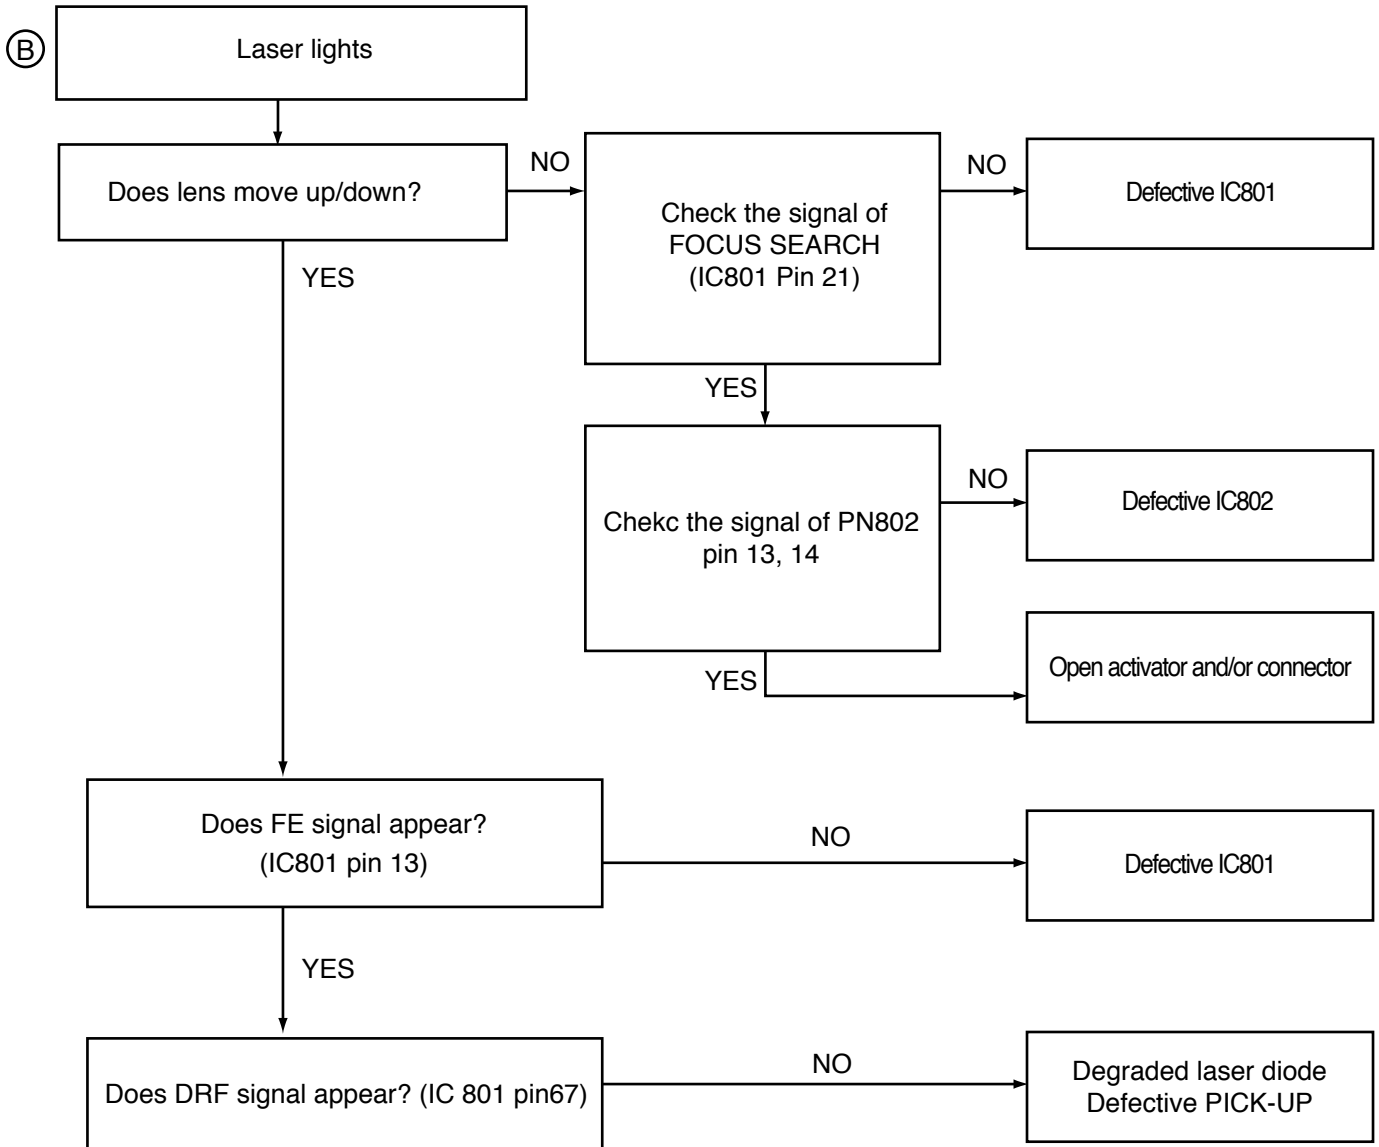 B
Laser lights
Does lens move up/down?
NO
Check the signal of
FOCUS SEARCH
(IC801 Pin 21)
NO
Defective IC801
YES
YES
Chekc the signal of PN802
pin 13, 14
NO
Defective IC802
YES
Open activator and/or connector
Does FE signal appear?
(IC801 pin 13)
NO
Defective IC801
YES
Does DRF signal appear? (IC 801 pin67)
NO
Degraded laser diode
Defective PICK-UP